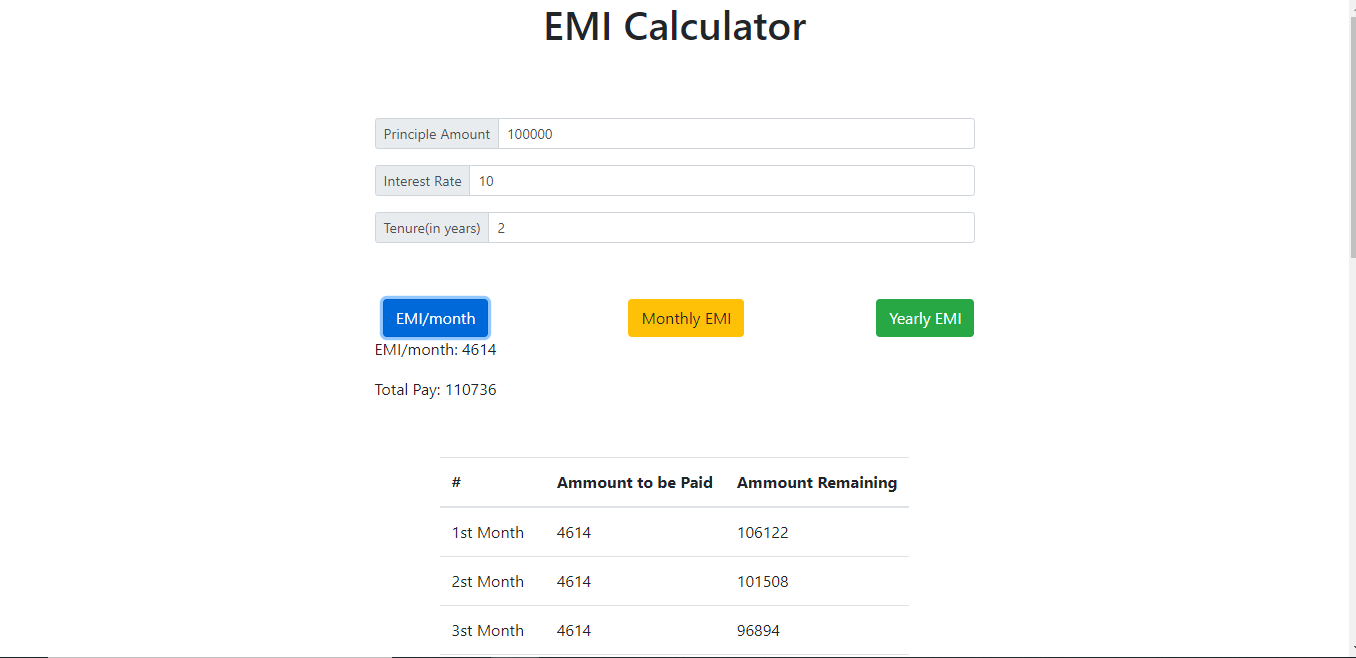 EMI Calculator
Principle Amount 100000
Interest Rate 10
Tenure(in years) 2
EMI/month Monthly EMI Yearly EMI
EMI/month: 4614
Total Pay: 110736
# Ammount to be Paid Ammount Remaining
1st Month 4614 106122
2st Month 4614 101508
3st Month 4614 96894